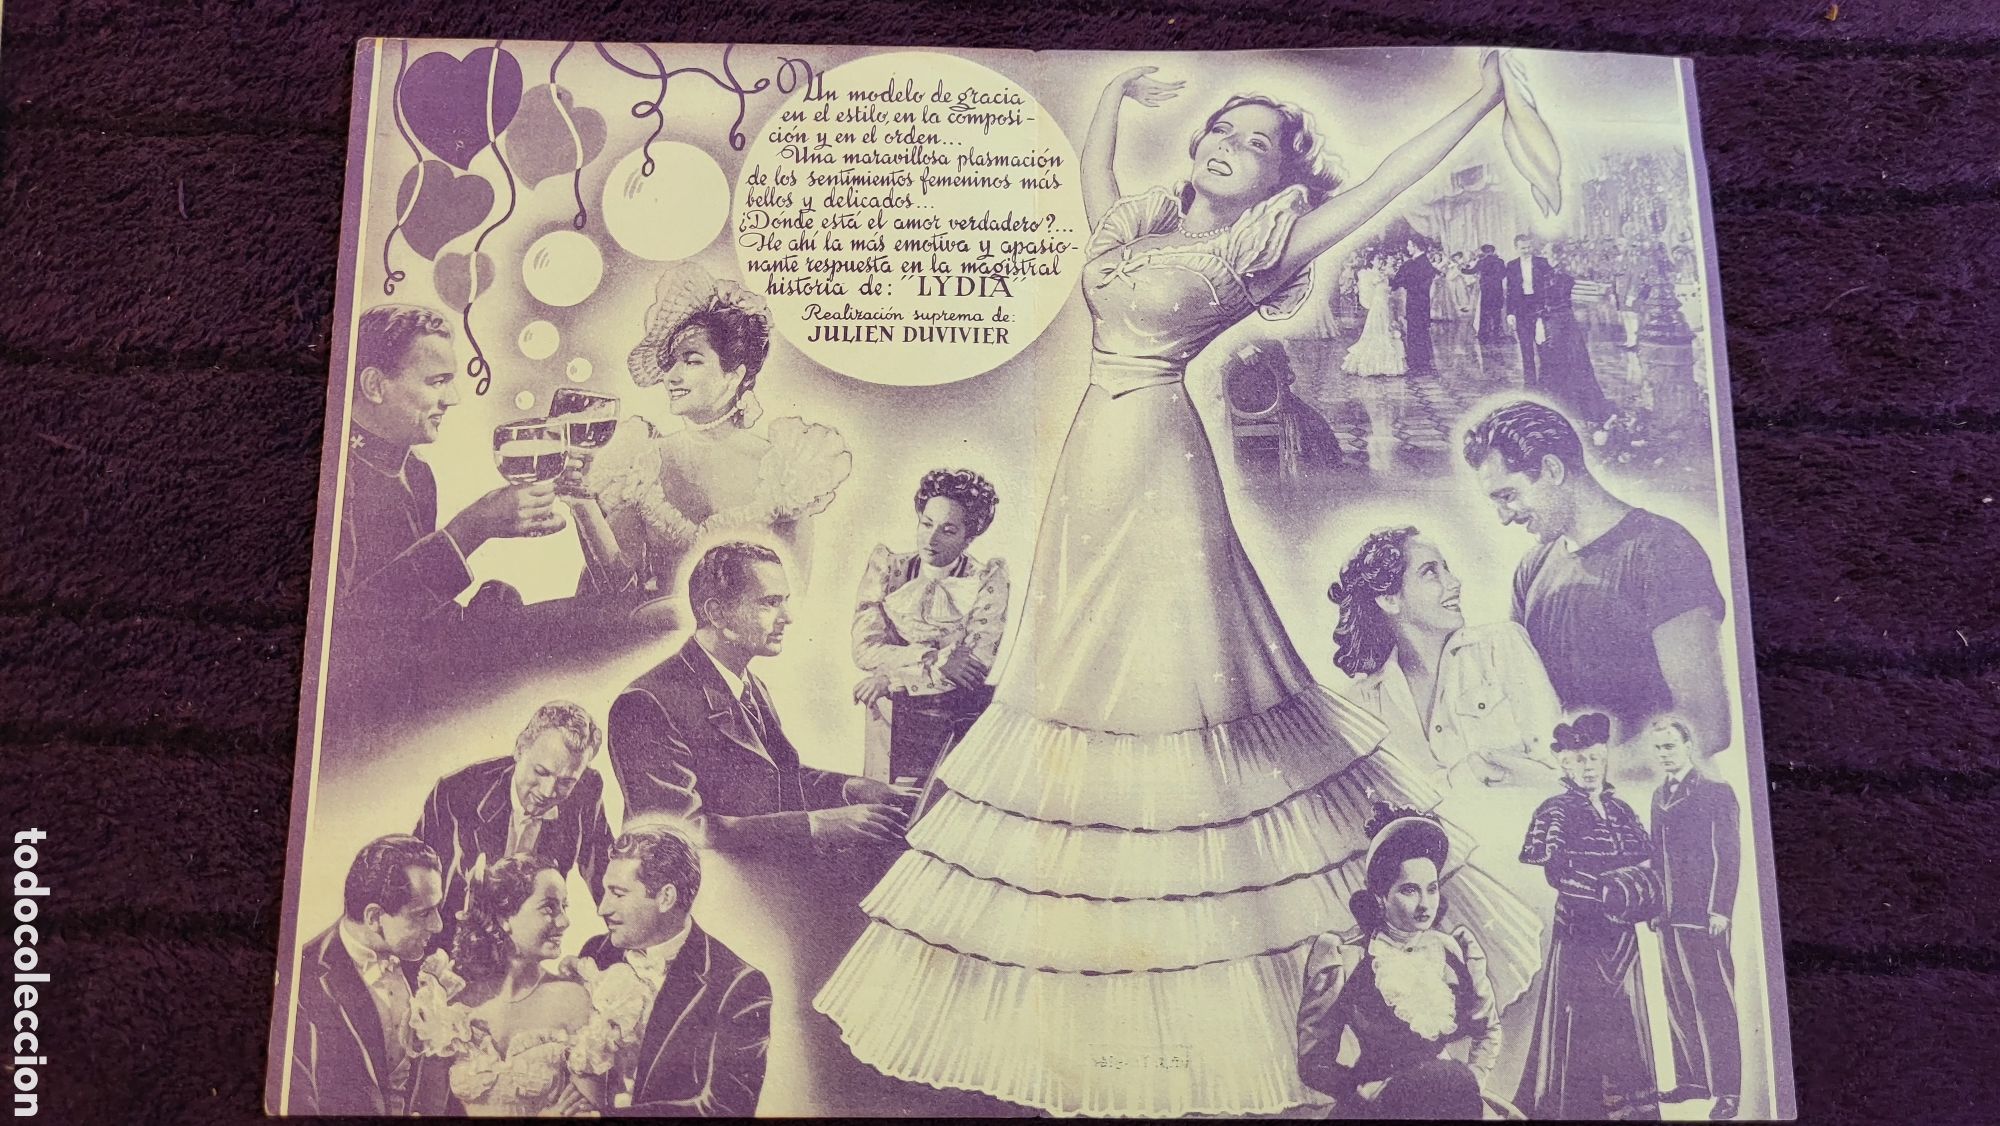 Un modelo de gracia
en el estilo, en la composi-
ción y en el orden...
Una maravillosa plasmación
de los sentimientos femeninos más
bellos y delicados...
¿Dónde está el amor verdadero?...
He ahí la más emotiva y apasio-
nante respuesta en la magistral
historia de: "LYDIA"
Realización suprema de:
JULIEN DUVIVIER
todocoleccion